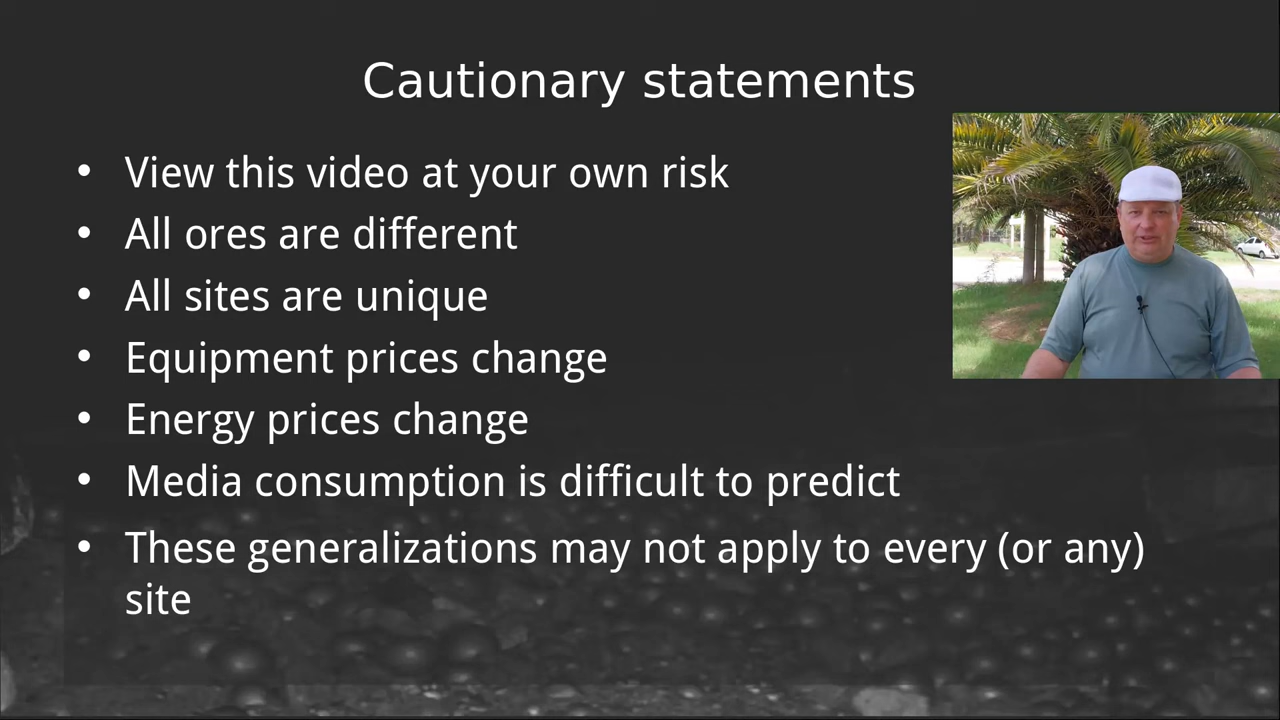 Cautionary statements
• View this video at your own risk
• All ores are different
• All sites are unique
• Equipment prices change
• Energy prices change
• Media consumption is difficult to predict
• These generalizations may not apply to every (or any)
site